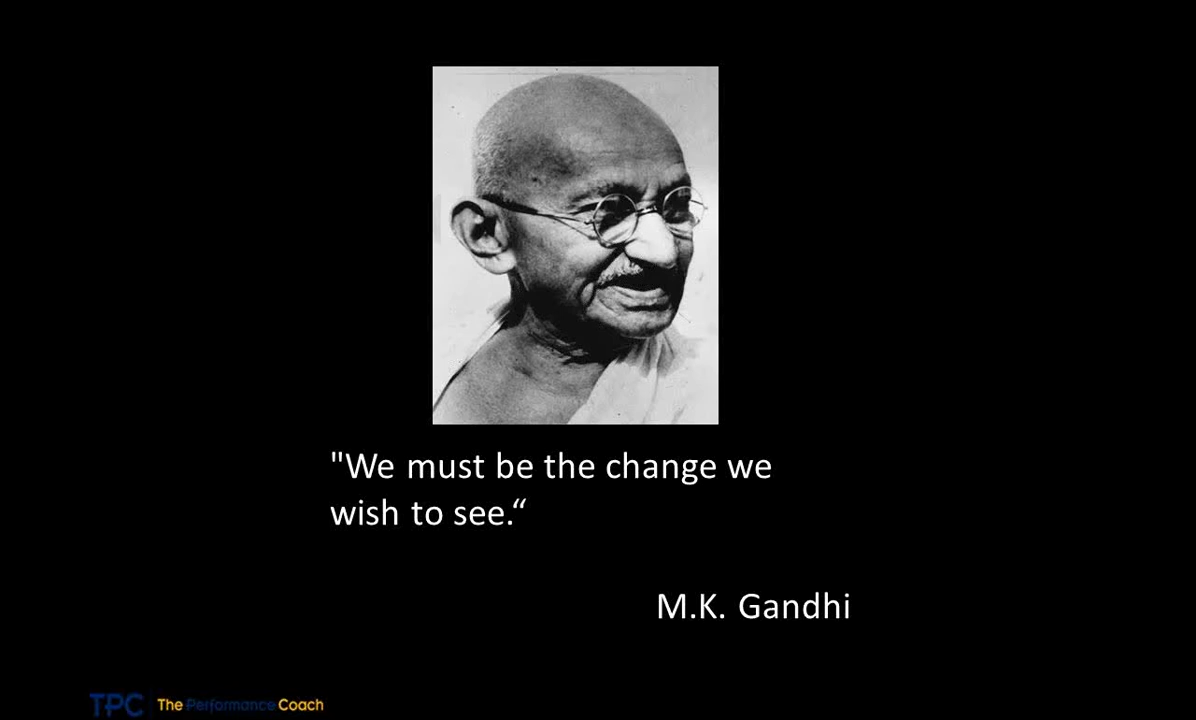 "We must be the change we
wish to see.“
M.K. Gandhi
TPC The Performance Coach